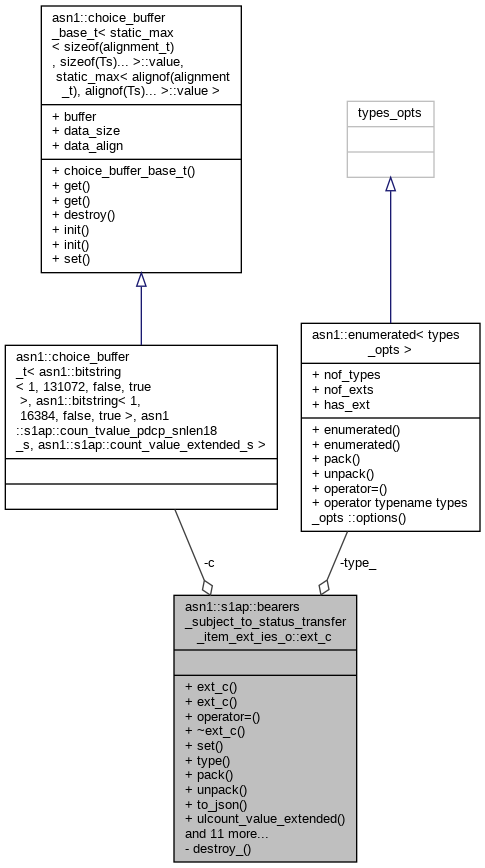 asn1::choice_buffer
_base_t< static_max
< sizeof(alignment_t)
, sizeof(Ts)... >::value,
static_max< alignof(alignment
_t), alignof(Ts)... >::value >
+ buffer
+ data_size
+ data_align
+ choice_buffer_base_t()
+ get()
+ get()
+ destroy()
+ init()
+ init()
+ set()
types_opts
asn1::choice_buffer
_t< asn1::bitstring
< 1, 131072, false, true
>, asn1::bitstring< 1,
16384, false, true >, asn1
::s1ap::coun_tvalue_pdcp_snlen18
_s, asn1::s1ap::count_value_extended_s >
asn1::enumerated< types
_opts >
+ nof_types
+ nof_exts
+ has_ext
+ enumerated()
+ enumerated()
+ pack()
+ unpack()
+ operator=()
+ operator typename types
_opts ::options()
-c
-type_
asn1::s1ap::bearers
_subject_to_status_transfer
_item_ext_ies_o::ext_c
+ ext_c()
+ ext_c()
+ operator=()
+ ~ext_c()
+ set()
+ type()
+ pack()
+ unpack()
+ to_json()
+ ulcount_value_extended()
and 11 more...
- destroy_()